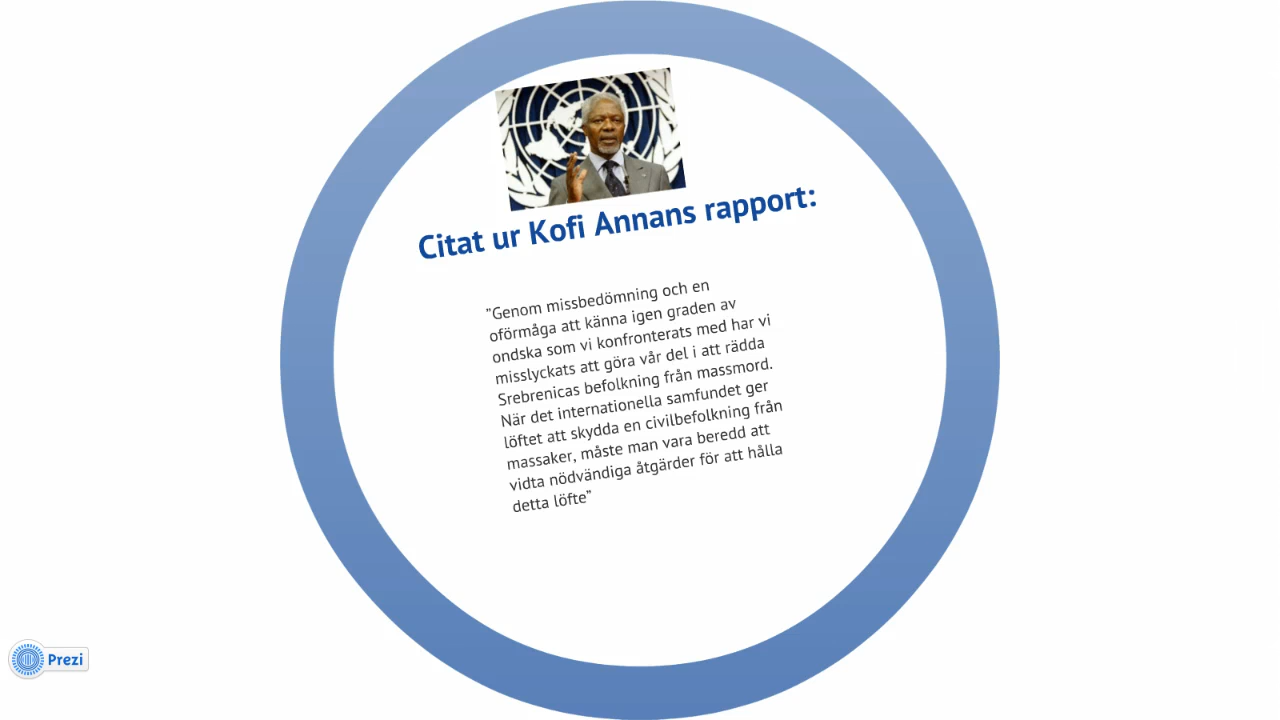 Citat ur Kofi Annans rapport:
”Genom missbedömning och en
oförmåga att känna igen graden av
ondska som vi konfronterats med har vi
misslyckats att göra vår del i att rädda
Srebrenicas befolkning från massmord.
När det internationella samfundet ger
löftet att skydda en civilbefolkning från
massaker, måste man vara beredd att
vidta nödvändiga åtgärder för att hålla
detta löfte”
Prezi